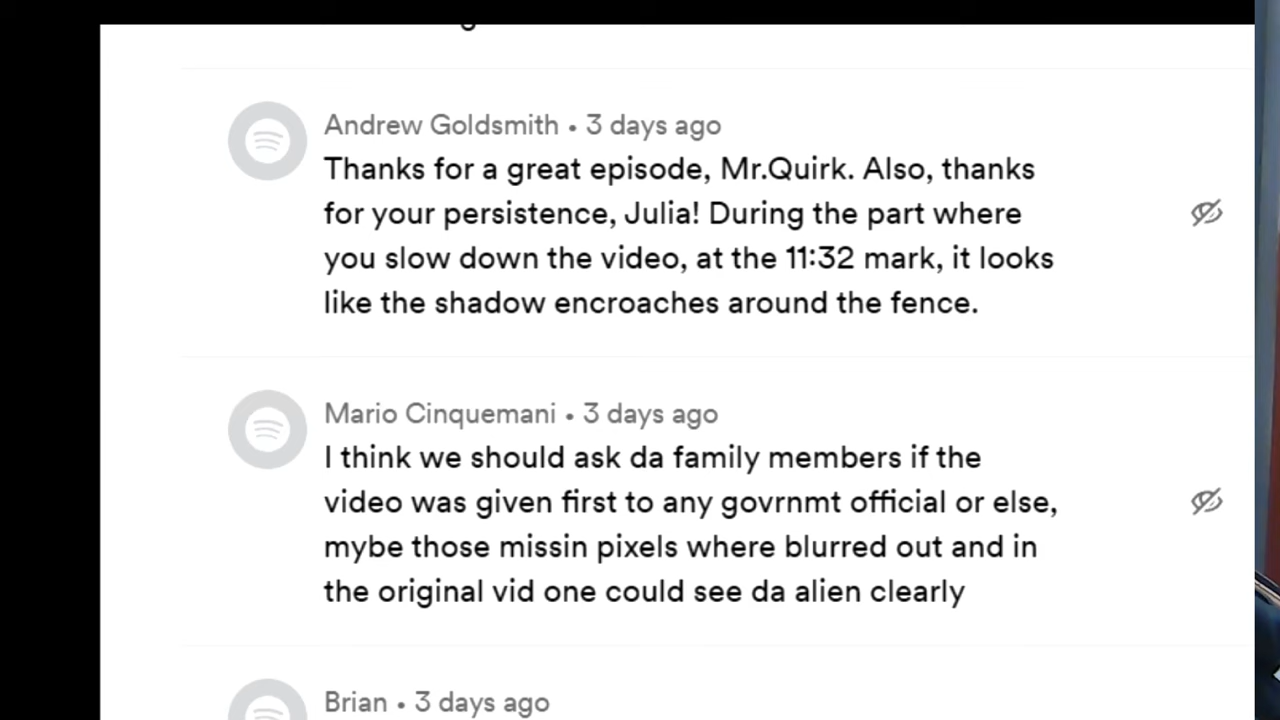 Andrew Goldsmith • 3 days ago
Thanks for a great episode, Mr.Quirk. Also, thanks
for your persistence, Julia! During the part where
you slow down the video, at the 11:32 mark, it looks
like the shadow encroaches around the fence.
Mario Cinquemani • 3 days ago
I think we should ask da family members if the
video was given first to any govrnmt official or else,
mybe those missin pixels where blurred out and in
the original vid one could see da alien clearly
Brian • 3 days ago